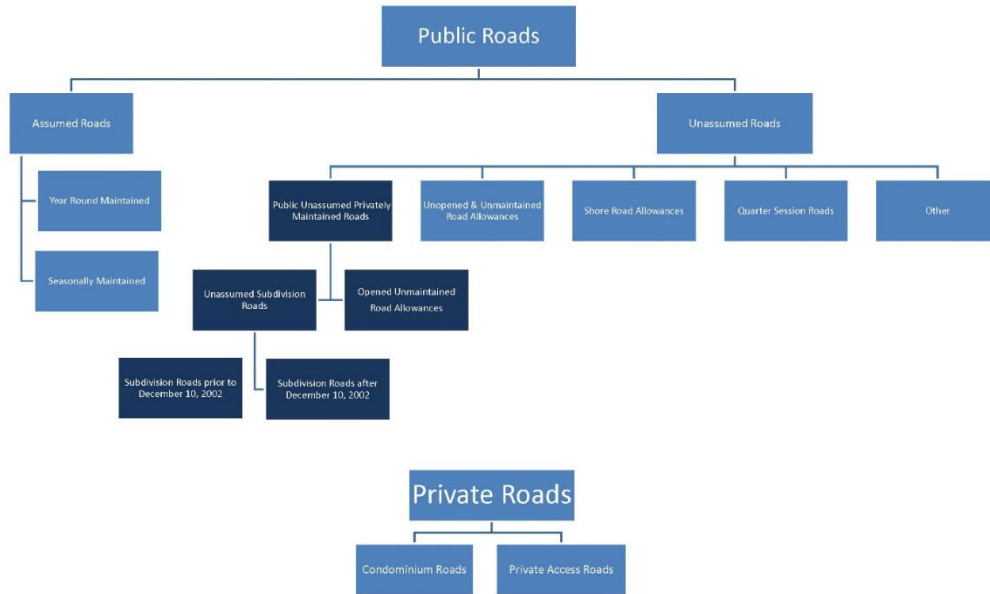 Public Roads
Assumed Roads
Unassumed Roads
Year Round Maintained
Public Unassumed Privately
Maintained Roads
Unopened & Unmaintained
Road Allowances
Shore Road Allowances
Quarter Session Roads
Other
Seasonally Maintained
Unassumed Subdivision
Roads
Opened Unmaintained
Road Allowances
Subdivision Roads prior to
December 10, 2002
Subdivision Roads after
December 10, 2002
Private Roads
Condominium Roads
Private Access Roads